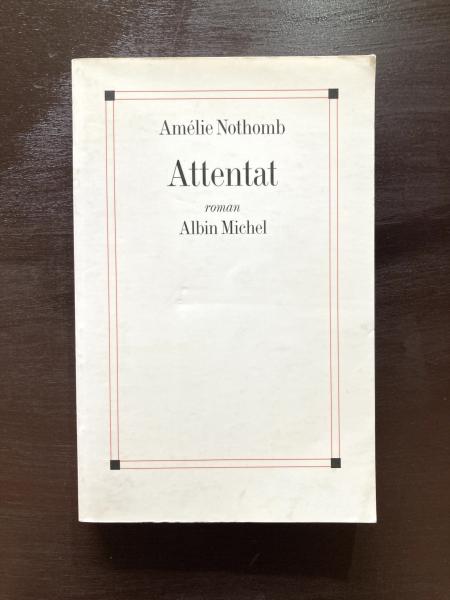 Amélie Nothomb
Attentat
roman
Albin Michel